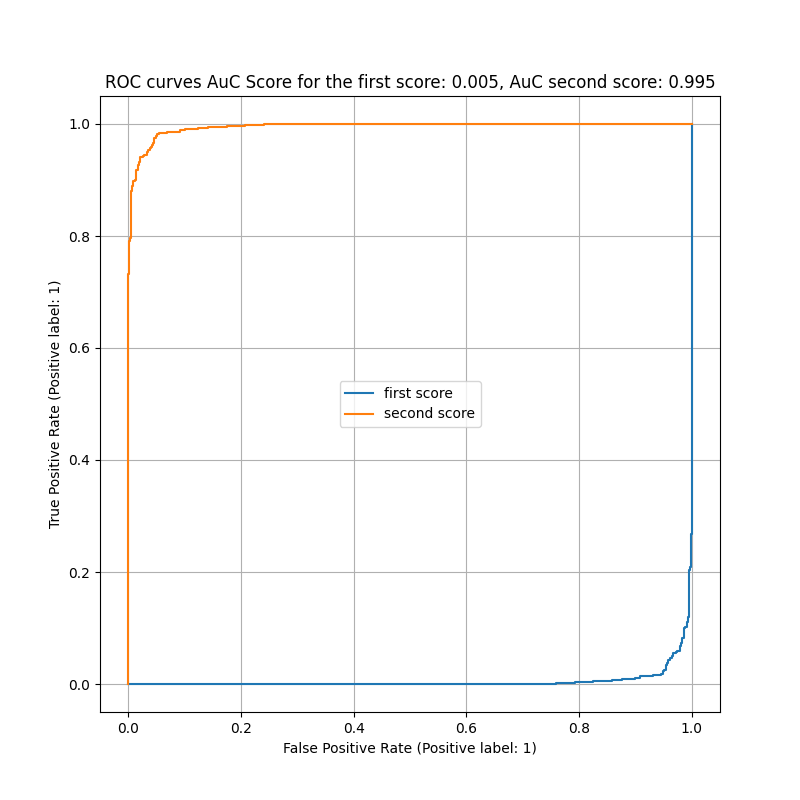 ROC curves AuC Score for the first score: 0.005, AuC second score: 0.995
1.0
0.8
0.6
0.4
0.2
0.0
True Positive Rate (Positive label: 1)
first score
second score
0.0 0.2 0.4 0.6 0.8 1.0
False Positive Rate (Positive label: 1)